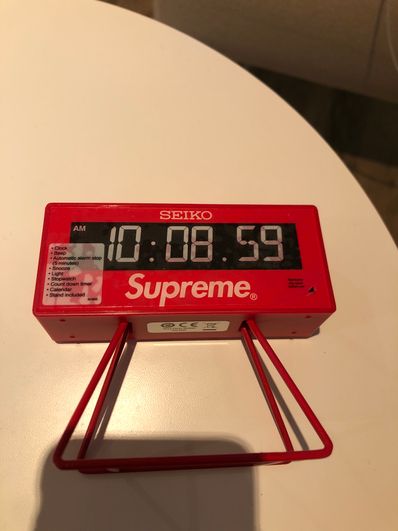 SEIKO
AM 10:08.59
• Clock
• Beep
• Automatic alarm stop
(5 minutes)
• Snooze
• Light
• Stopwatch
• Count down timer
• Calendar
• Stand included
Supreme®
CE